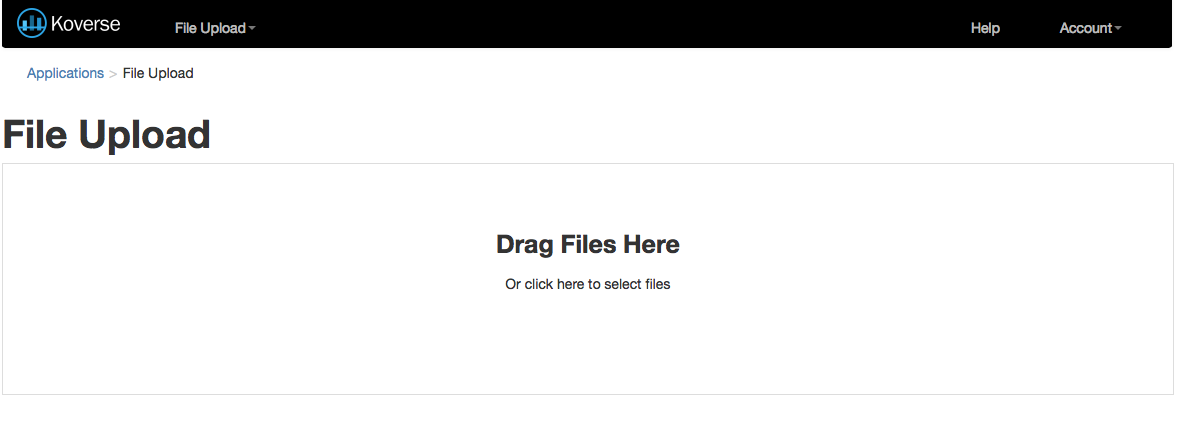 Koverse File Upload Help Account
Applications > File Upload
File Upload
Drag Files Here
Or click here to select files